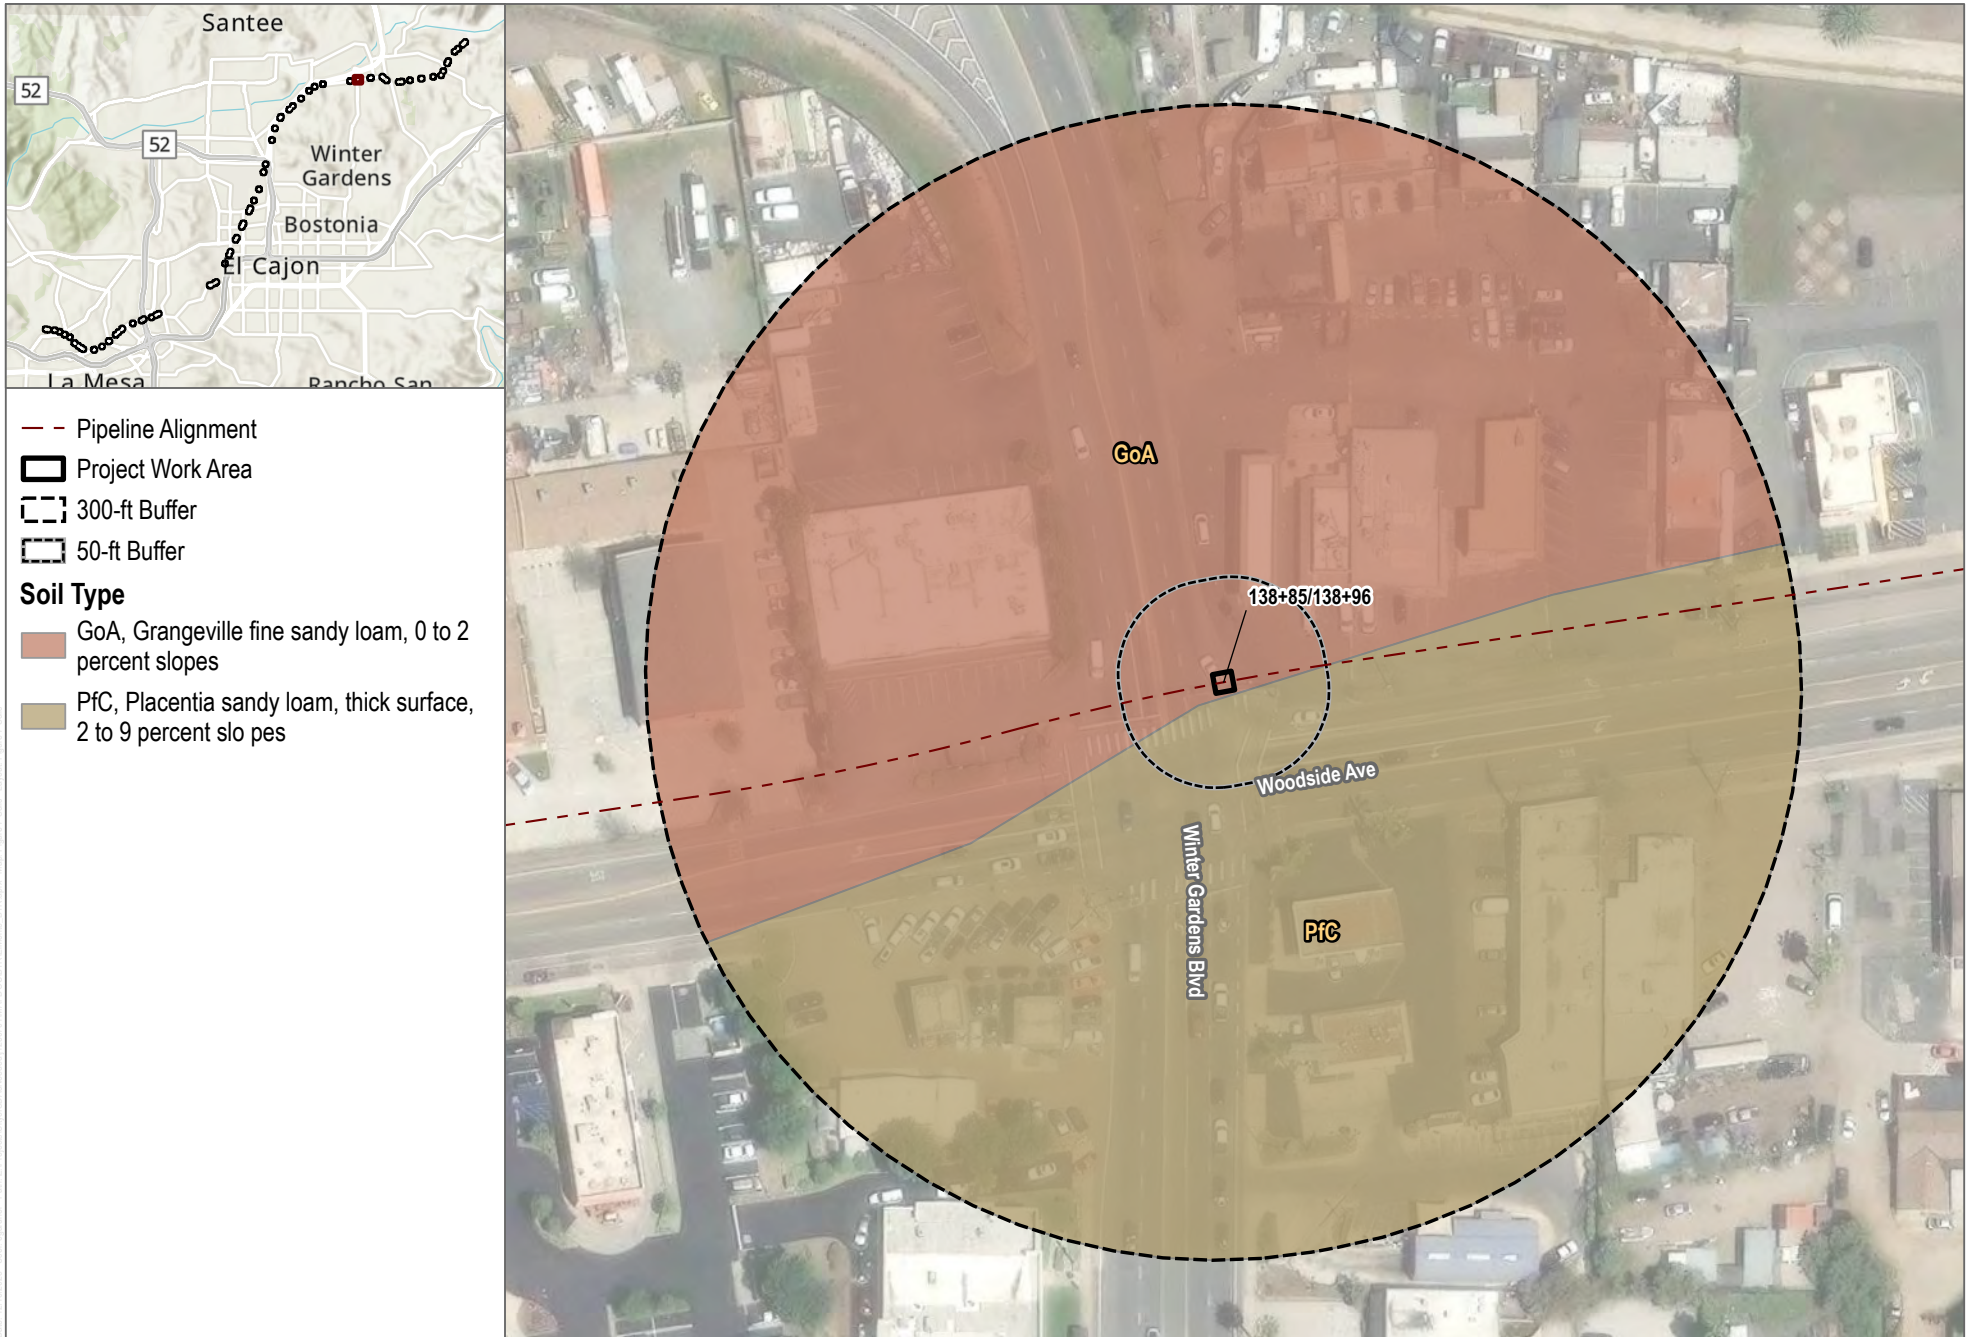 Santee
52
52
Winter
Gardens
Bostonia
El Cajon
La Mesa
Rancho San
Pipeline Alignment
Project Work Area
300-ft Buffer
50-ft Buffer
Soil Type
GoA, Grangeville fine sandy loam, 0 to 2
percent slopes
PfC, Placentia sandy loam, thick surface,
2 to 9 percent slo pes
GoA
138+85/138+96
Woodside Ave
Winter Gardens Blvd
PfC